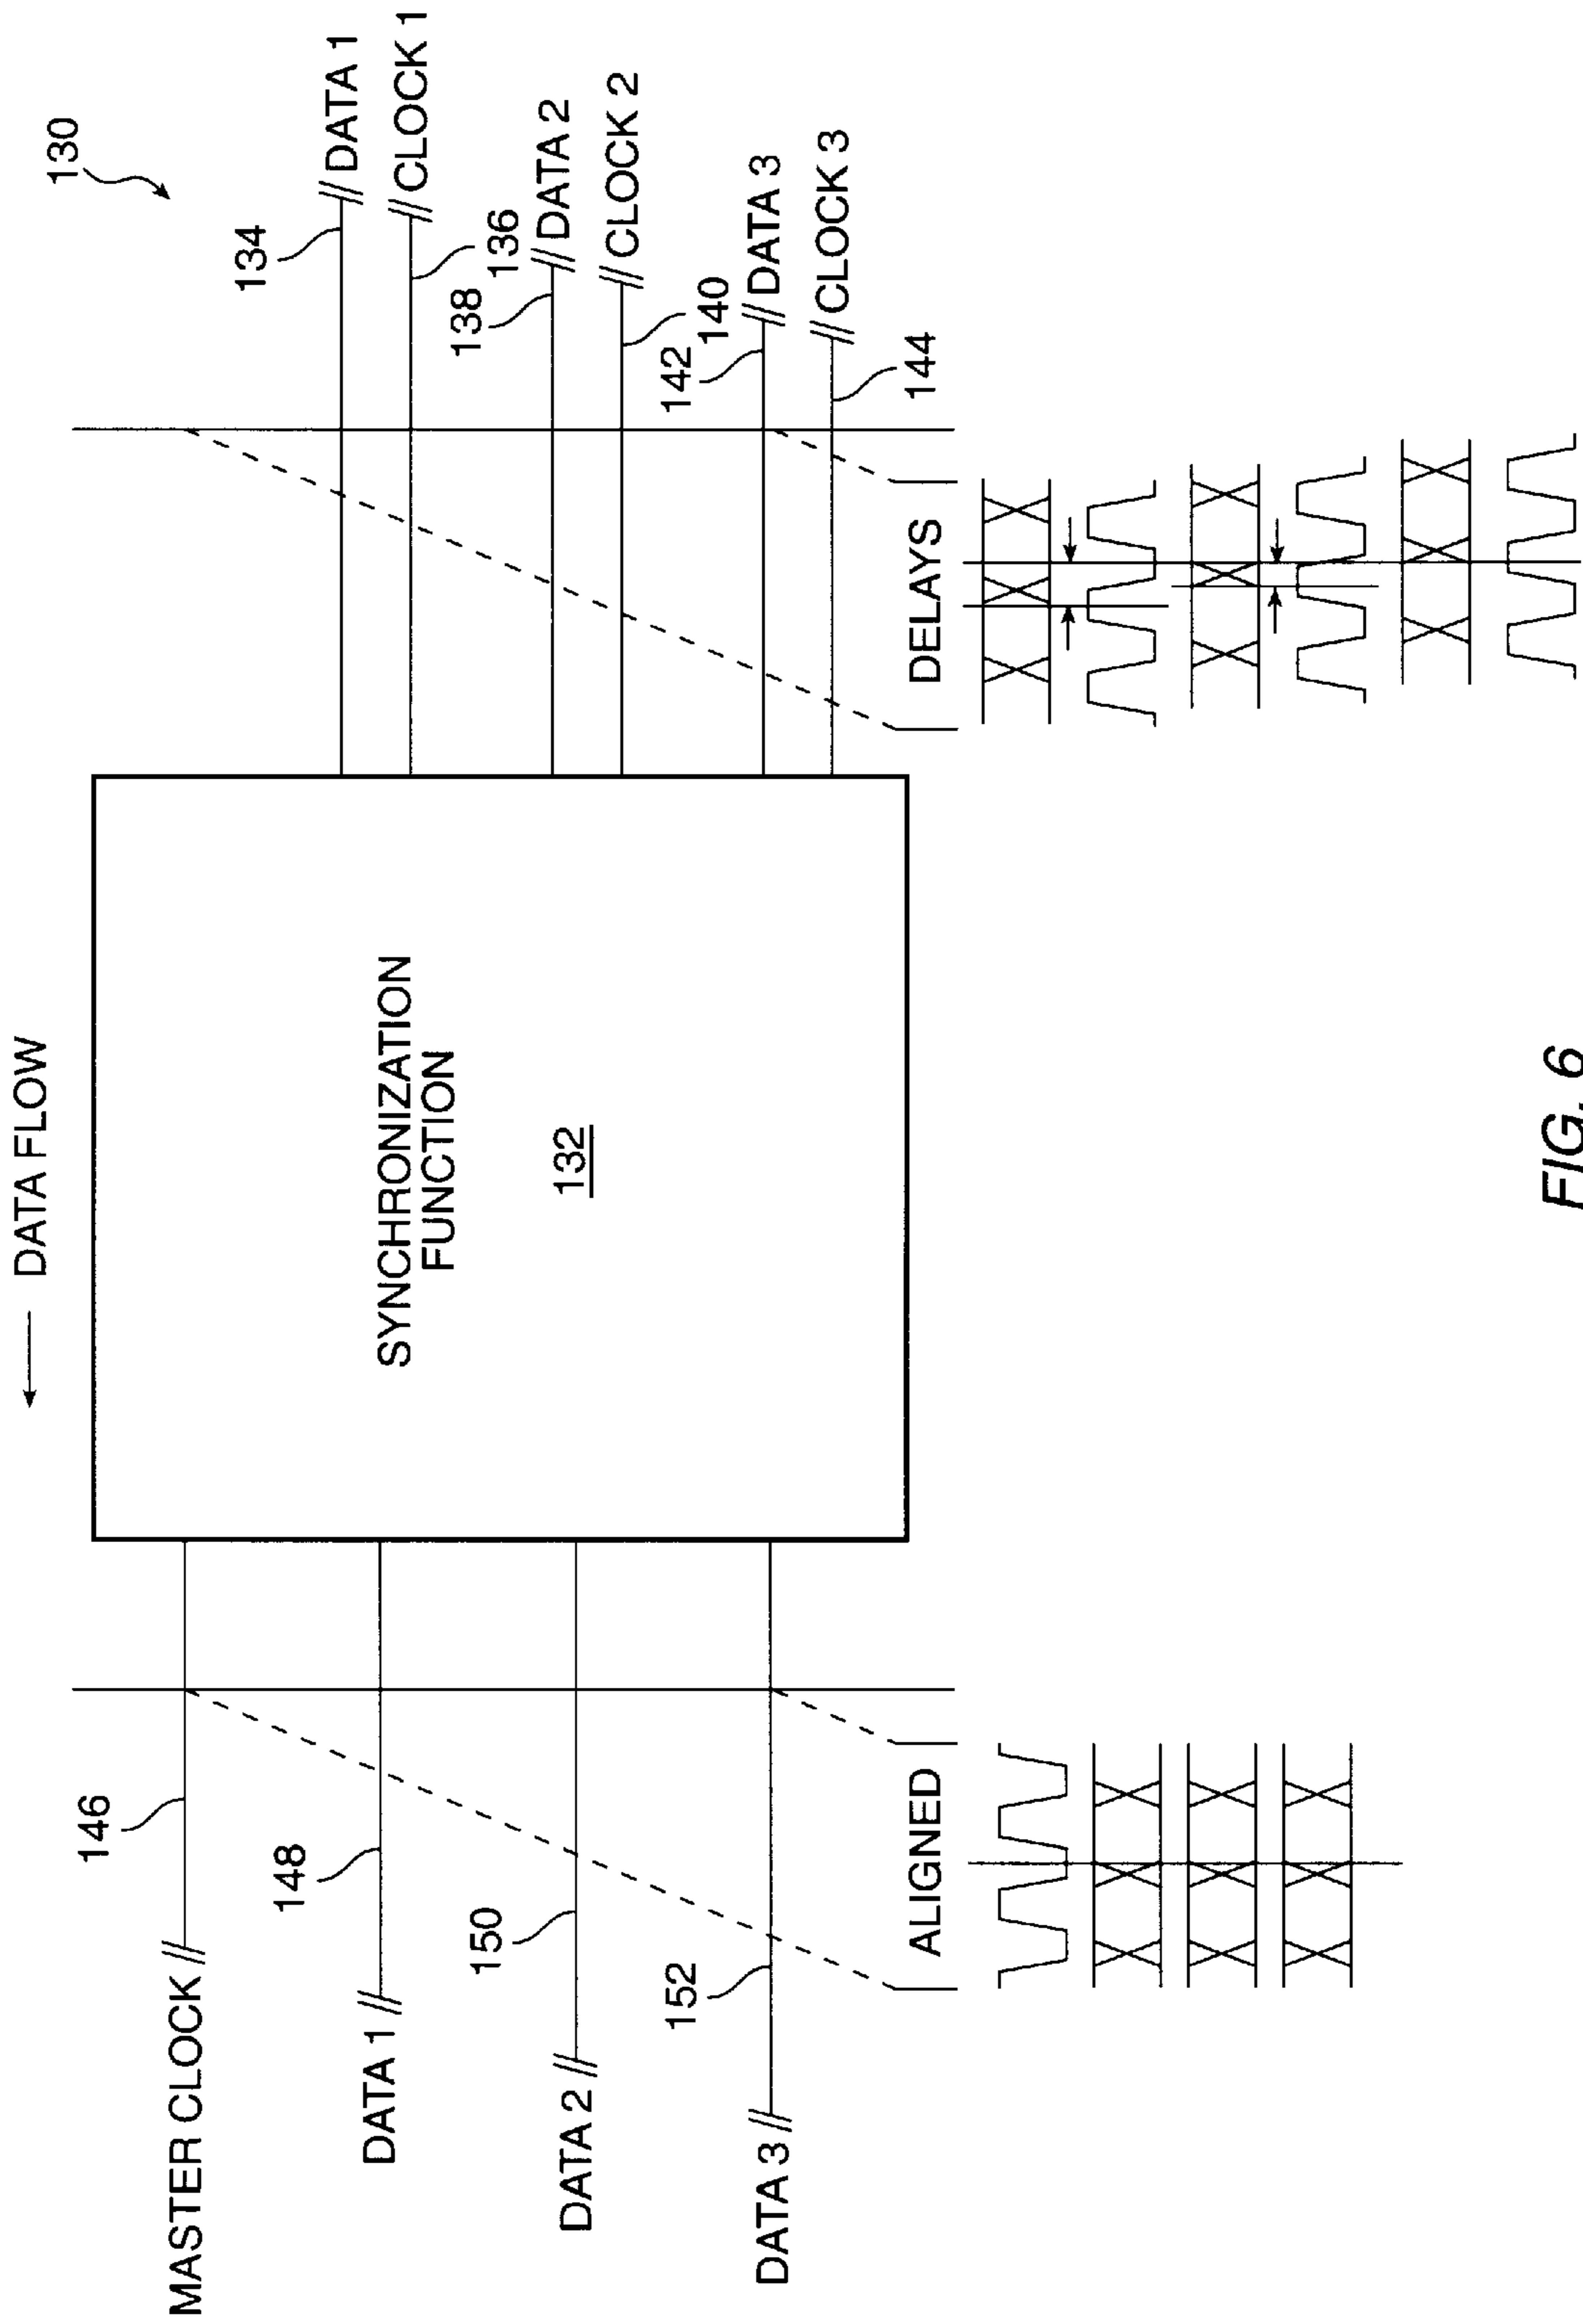 DATA FLOW
130
SYNCHRONIZATION
FUNCTION
132
MASTER CLOCK
146
DATA 1
148
DATA 2
150
DATA 3
152
ALIGNED
134
DATA 1
CLOCK 1
136
138
DATA 2
CLOCK 2
140
142
DATA 3
CLOCK 3
144
DELAYS
FIG. 6